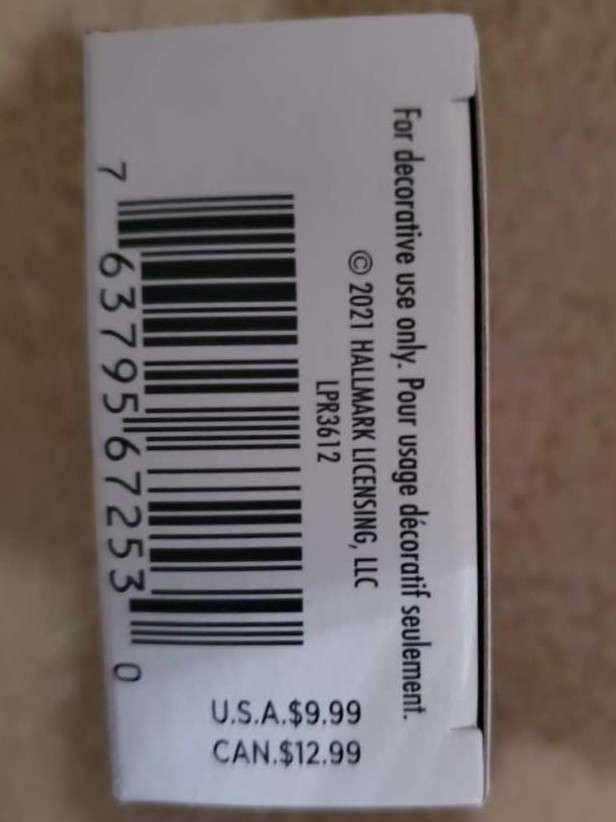 For decorative use only. Pour usage décoratif seulement.
© 2021 HALLMARK LICENSING, LLC
LPR3612
7 63795 67253 0
U.S.A.$9.99
CAN.$12.99